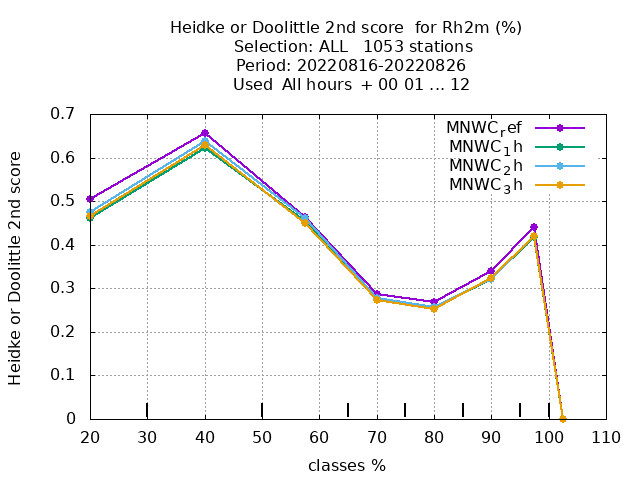 Heidke or Doolittle 2nd score  for Rh2m (%)
Selection: ALL   1053 stations
Period: 20220816-20220826
Used  All hours  + 00 01 ... 12
MNWC_ref
MNWC_1h
MNWC_2h
MNWC_3h
Heidke or Doolittle 2nd score
0.7
0.6
0.5
0.4
0.3
0.2
0.1
0
20 30 40 50 60 70 80 90 100 110
classes %